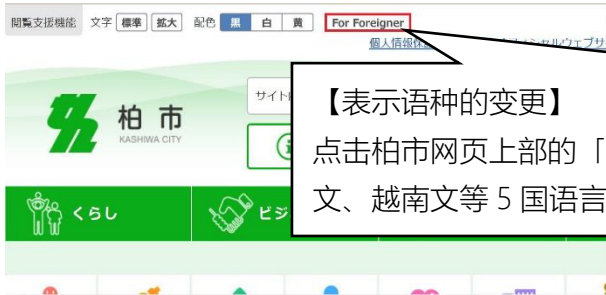 閲覧支援機能 文字 標準 拡大 配色 黒 白 黄 For Foreigner
個人情報保
ルウェブサ
柏市
KASHIWA CITY
サイト
【表示语种的变更】
点击柏市网页上部的「
文、越南文等 5 国语言
くらし
ビジ